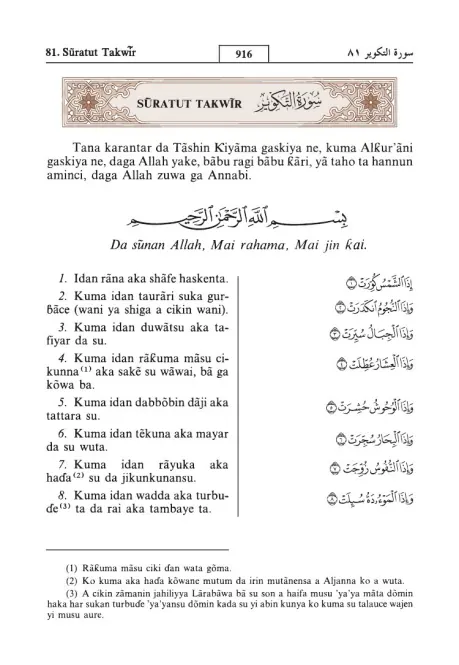 81. Sūratut Takwīr
916
سورة التكوير ٨١
SŪRATUT TAKWĪR
سُورَةُ التَّكْوِيرِ
Tana karantar da Tāshin Ƙiyāma gaskiya ne, kuma Alƙur'āni
gaskiya ne, daga Allah yake, bābu ragi bābu ƙāri, yā taho ta hannun
aminci, daga Allah zuwa ga Annabi.
بِسْمِ اللَّهِ الرَّحْمَٰنِ الرَّحِيمِ
Da sūnan Allah, Mai rahama, Mai jin ƙai.
1. Idan rāna aka shāfe haskenta.
إِذَا الشَّمْسُ كُوِّرَتْ ١
2. Kuma idan taurāri suka gur-
ɓāce (wani ya shiga a cikin wani).
وَإِذَا النُّجُومُ انكَدَرَتْ ٢
3. Kuma idan duwātsu aka ta-
fiyar da su.
وَإِذَا الْجِبَالُ سُيِّرَتْ ٣
4. Kuma idan rāƙuma māsu ci-
kunna(1) aka sakē su wāwai, bā ga
kōwa ba.
وَإِذَا الْعِشَارُ عُطِّلَتْ ٤
5. Kuma idan dabbōbin dāji aka
tattara su.
وَإِذَا الْوُحُوشُ حُشِرَتْ ٥
6. Kuma idan tēkuna aka mayar
da su wuta.
وَإِذَا الْبِحَارُ سُجِّرَتْ ٦
7. Kuma idan rāyuka aka
haɗa(2) su da jikunkunansu.
وَإِذَا النُّفُوسُ زُوِّجَتْ ٧
8. Kuma idan wadda aka turbu-
ɗe(3) ta da rai aka tambaye ta.
وَإِذَا الْمَوْءُۥدَةُ سُئِلَتْ ٨
(1) Rāƙuma māsu ciki ɗan wata gōma.
(2) Ko kuma aka haɗa kōwane mutum da irin mutānensa a Aljanna ko a wuta.
(3) A cikin zāmanin jahiliyya Lārabāwa bā su son a haifa musu 'ya'ya māta dōmin
haka har sukan turbuɗe 'ya'yansu dōmin kada su yi abin kunya ko kuma su talauce wajen
yi musu aure.